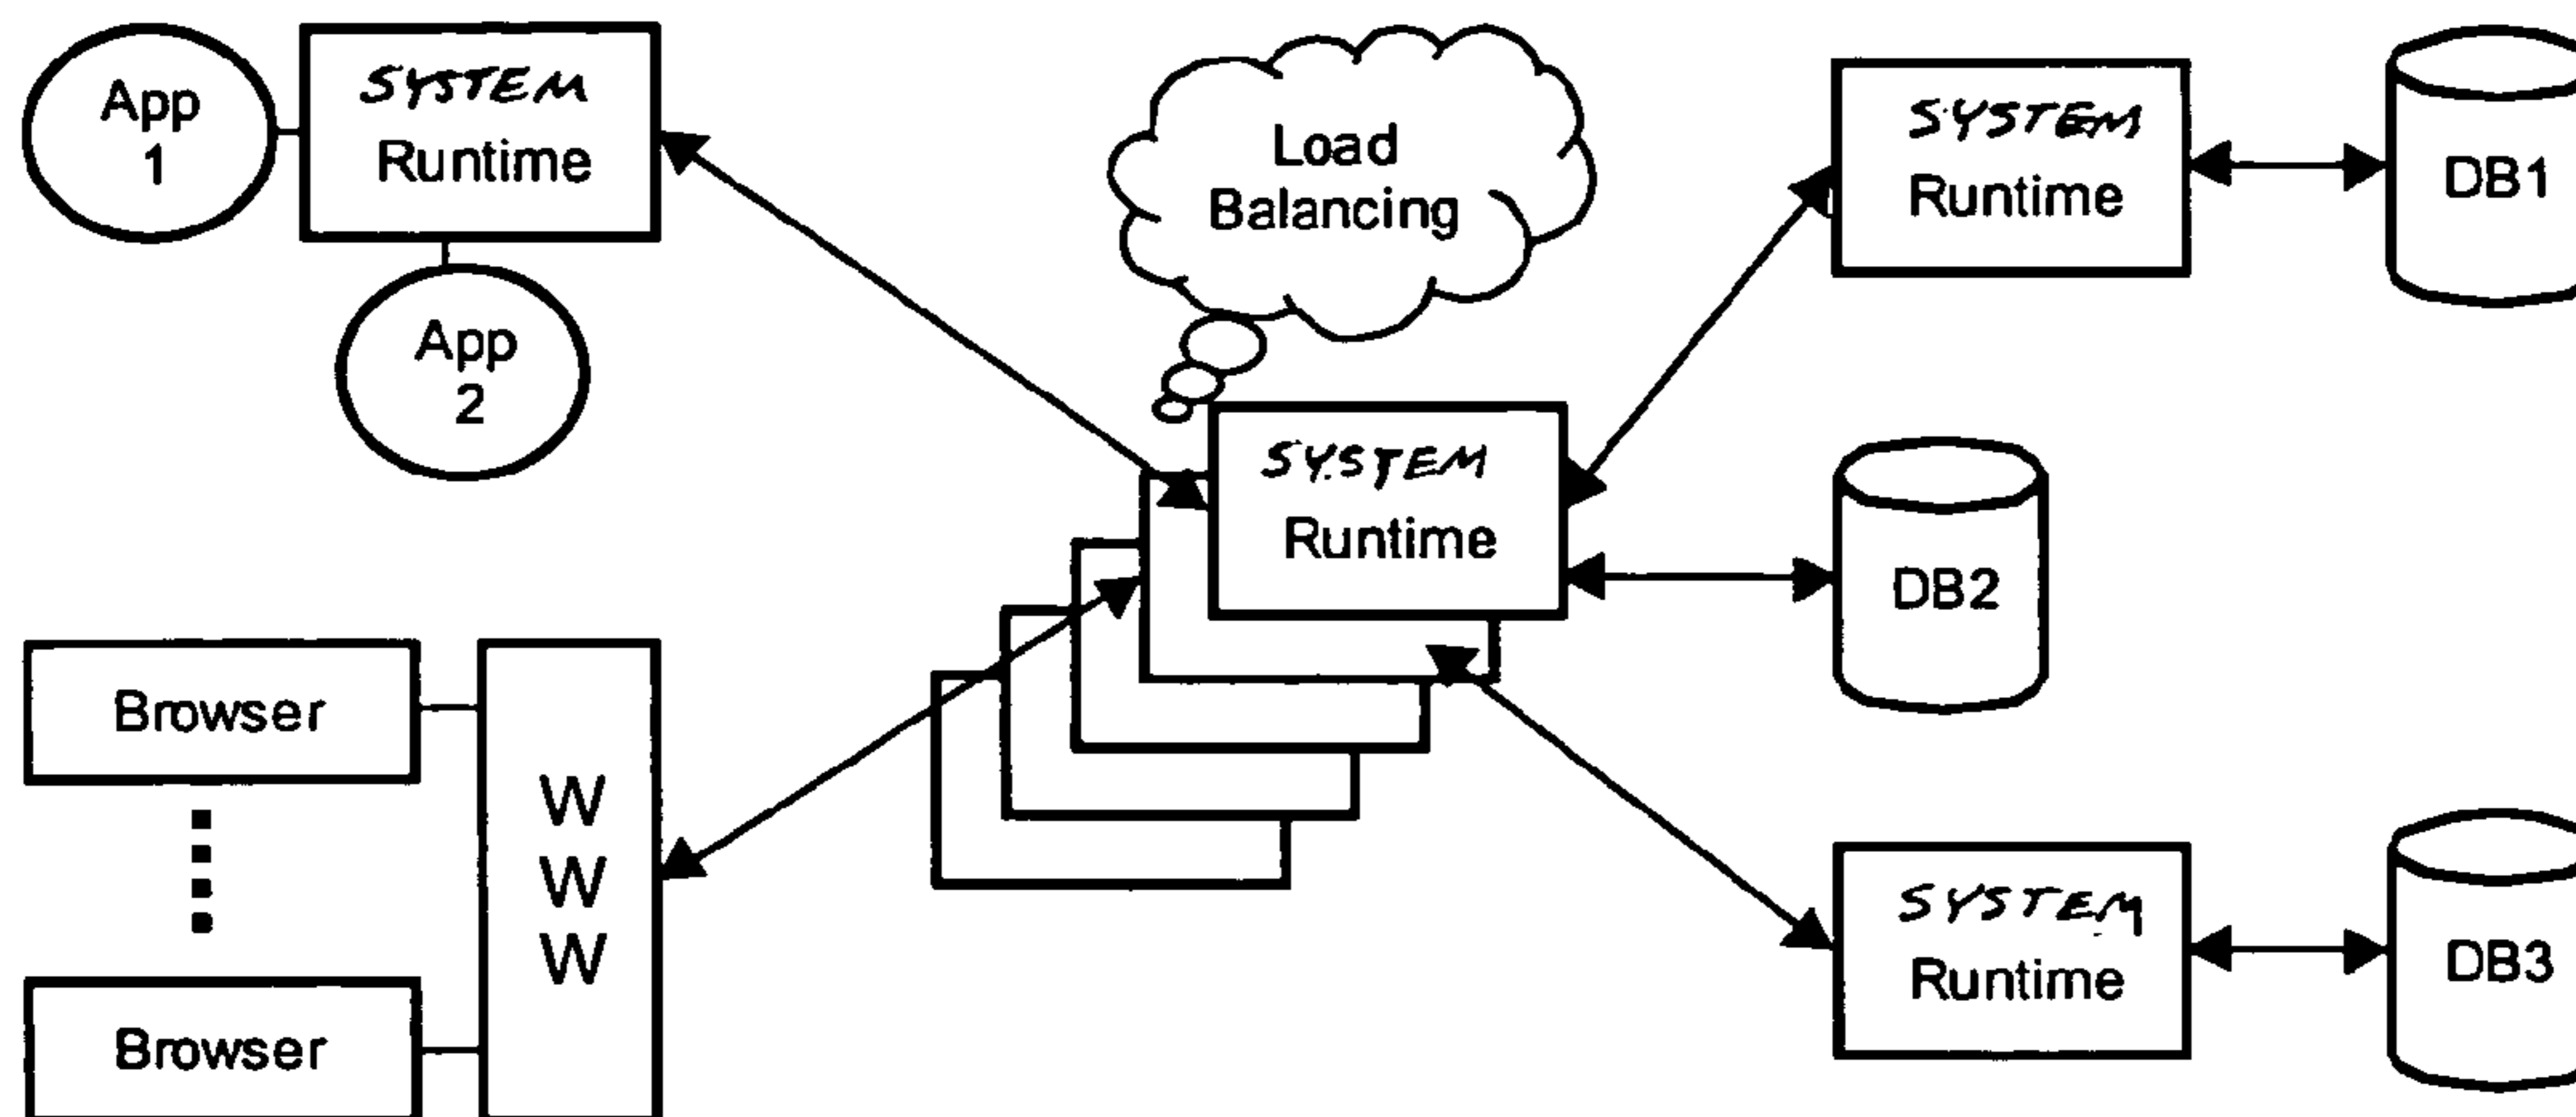 App
1
SYSTEM
Runtime
App
2
Load
Balancing
SYSTEM
Runtime
DB1
SYSTEM
Runtime
DB2
Browser
Browser
W
W
W
SYSTEM
Runtime
DB3